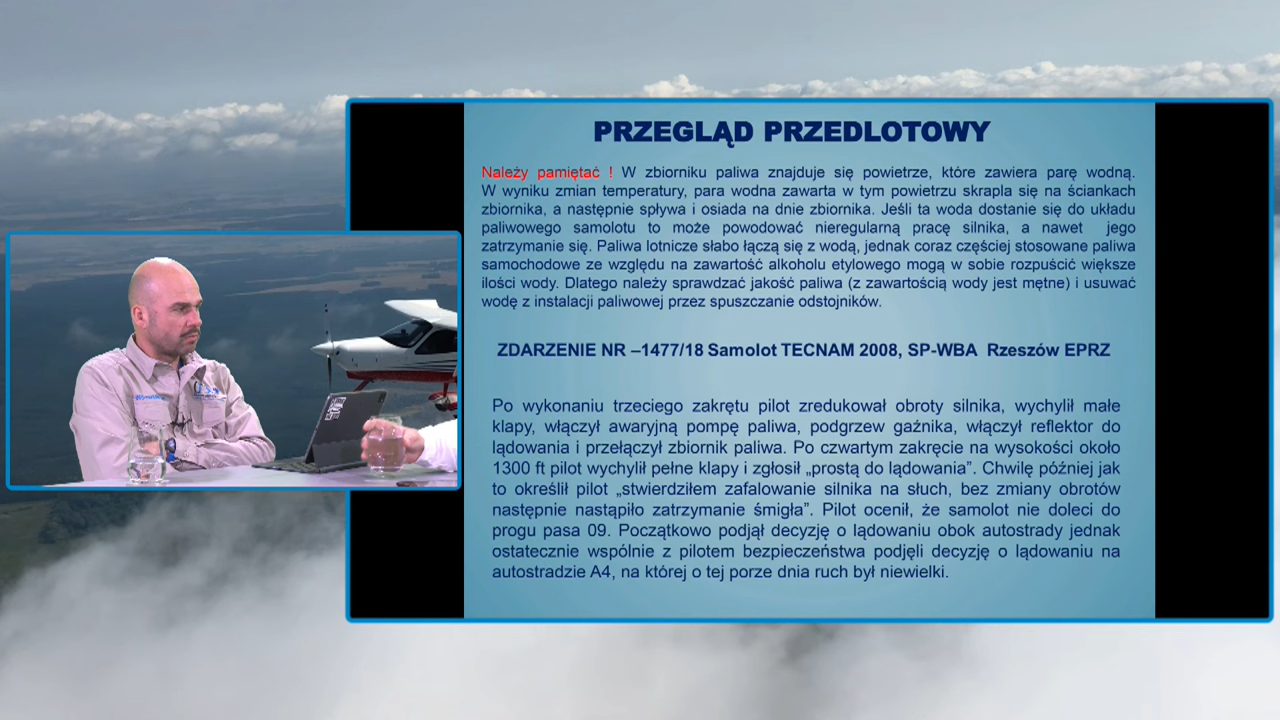 PRZEGLĄD PRZEDLOTOWY
Należy pamiętać ! W zbiorniku paliwa znajduje się powietrze, które zawiera parę wodną.
W wyniku zmian temperatury, para wodna zawarta w tym powietrzu skrapla się na ściankach
zbiornika, a następnie spływa i osiada na dnie zbiornika. Jeśli ta woda dostanie się do układu
paliwowego samolotu to może powodować nieregularną pracę silnika, a nawet jego
zatrzymanie się. Paliwa lotnicze słabo łączą się z wodą, jednak coraz częściej stosowane paliwa
samochodowe ze względu na zawartość alkoholu etylowego mogą w sobie rozpuścić większe
ilości wody. Dlatego należy sprawdzać jakość paliwa (z zawartością wody jest mętne) i usuwać
wodę z instalacji paliwowej przez spuszczanie odstojników.
ZDARZENIE NR –1477/18 Samolot TECNAM 2008, SP-WBA Rzeszów EPRZ
Po wykonaniu trzeciego zakrętu pilot zredukował obroty silnika, wychylił małe
klapy, włączył awaryjną pompę paliwa, podgrzew gaźnika, włączył reflektor do
lądowania i przełączył zbiornik paliwa. Po czwartym zakręcie na wysokości około
1300 ft pilot wychylił pełne klapy i zgłosił „prostą do lądowania”. Chwilę później jak
to określił pilot „stwierdziłem zafalowanie silnika na słuch, bez zmiany obrotów
następnie nastąpiło zatrzymanie śmigła”. Pilot ocenił, że samolot nie doleci do
progu pasa 09. Początkowo podjął decyzję o lądowaniu obok autostrady jednak
ostatecznie wspólnie z pilotem bezpieczeństwa podjęli decyzję o lądowaniu na
autostradzie A4, na której o tej porze dnia ruch był niewielki.